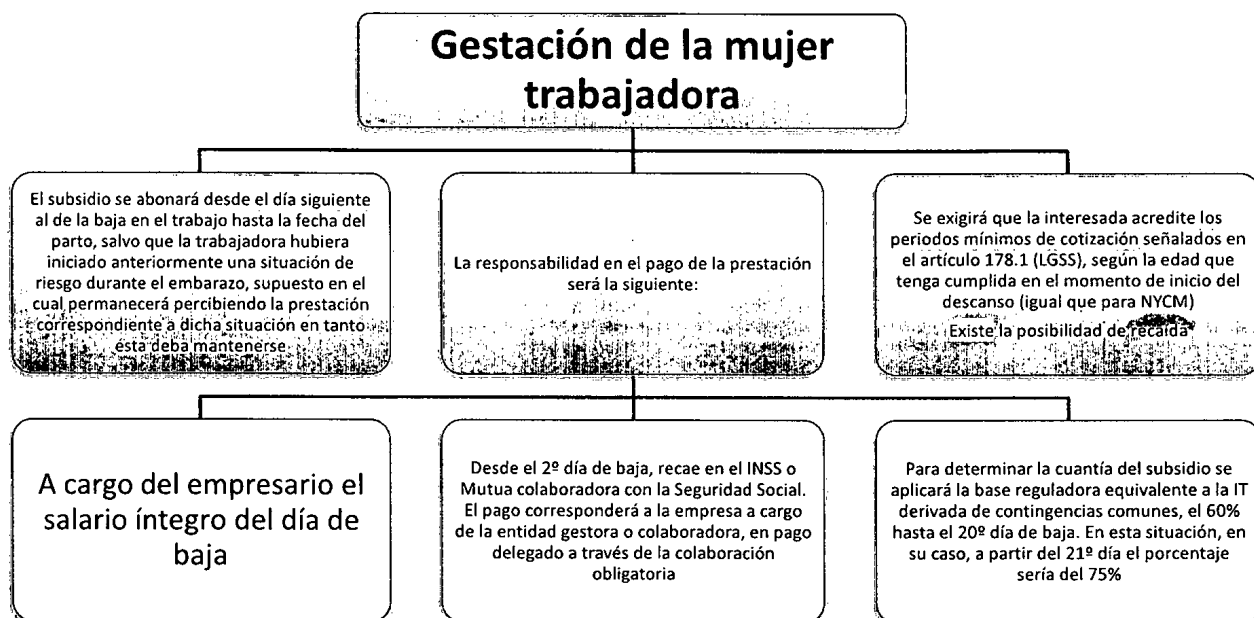 Gestación de la mujer
trabajadora
El subsidio se abonará desde el día siguiente
al de la baja en el trabajo hasta la fecha del
parto, salvo que la trabajadora hubiera
iniciado anteriormente una situación de
riesgo durante el embarazo, supuesto en el
cual permanecerá percibiendo la prestación
correspondiente a dicha situación en tanto
ésta deba mantenerse
La responsabilidad en el pago de la prestación
será la siguiente:
Se exigirá que la interesada acredite los
periodos mínimos de cotización señalados en
el artículo 178.1 (LGSS), según la edad que
tenga cumplida en el momento de inicio del
descanso (igual que para NYCM)
Existe la posibilidad de recaída
A cargo del empresario el
salario íntegro del día de
baja
Desde el 2º día de baja, recae en el INSS o
Mutua colaboradora con la Seguridad Social.
El pago corresponderá a la empresa a cargo
de la entidad gestora o colaboradora, en pago
delegado a través de la colaboración
obligatoria
Para determinar la cuantía del subsidio se
aplicará la base reguladora equivalente a la IT
derivada de contingencias comunes, el 60%
hasta el 20º día de baja. En esta situación, en
su caso, a partir del 21º día el porcentaje
sería del 75%